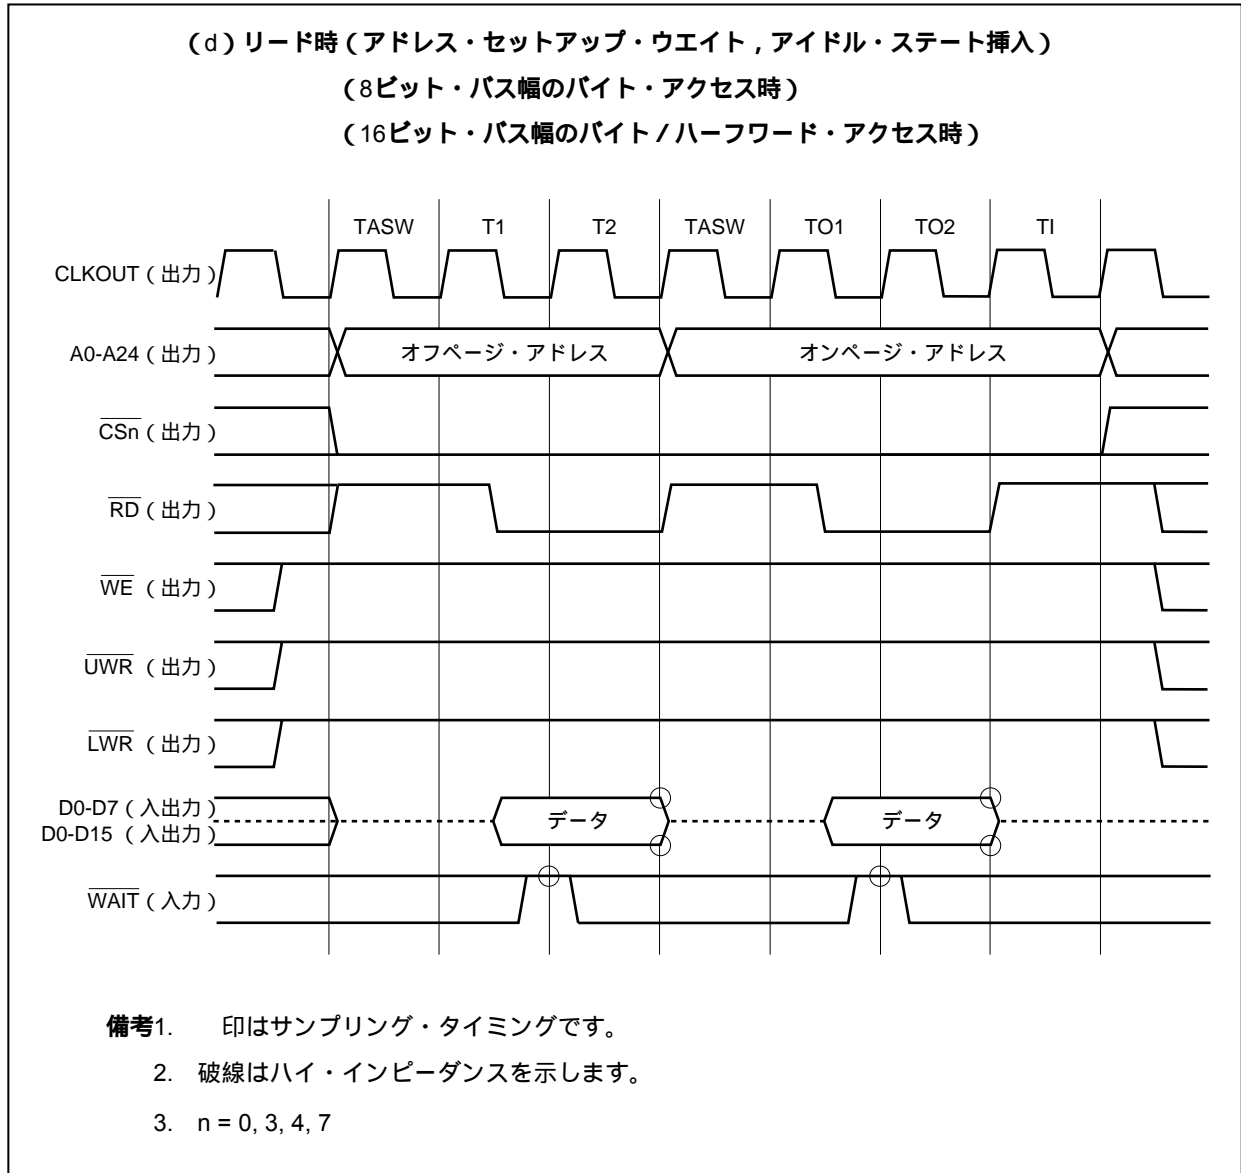 (d)リード時(アドレス・セットアップ・ウエイト,アイドル・ステート挿入)
(8ビット・バス幅のバイト・アクセス時)
(16ビット・バス幅のバイト/ハーフワード・アクセス時)
TASW T1 T2 TASW TO1 TO2 TI
CLKOUT(出力)
A0-A24(出力) オフページ・アドレス オンページ・アドレス
CSn(出力)
RD(出力)
WE(出力)
UWR(出力)
LWR(出力)
D0-D7(入出力)
D0-D15(入出力)
データ データ
WAIT(入力)
備考1. 印はサンプリング・タイミングです。
2. 破線はハイ・インピーダンスを示します。
3. n = 0, 3, 4, 7